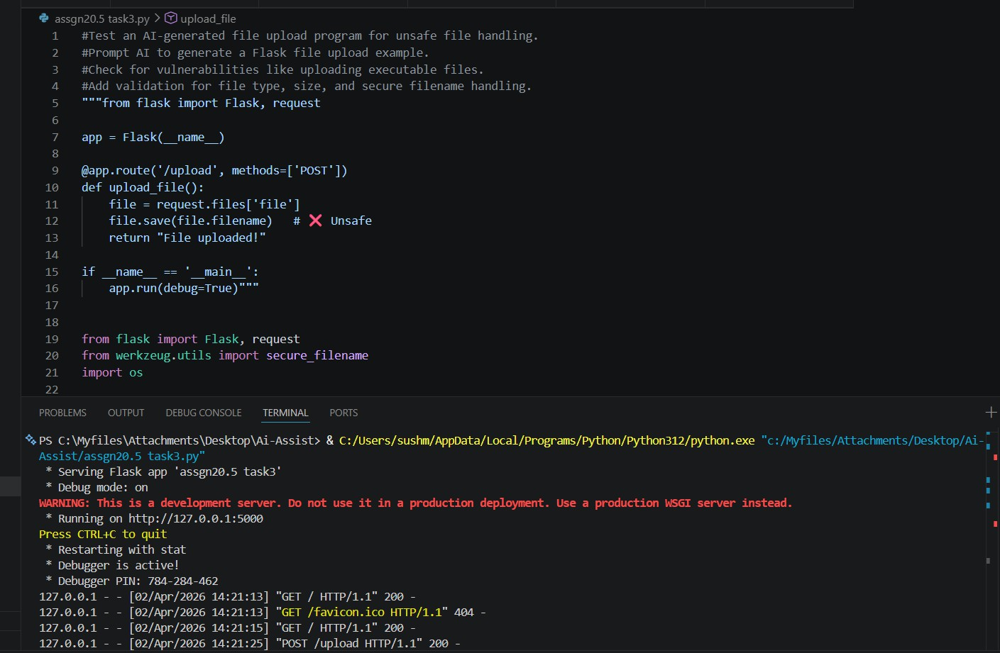 assgn20.5 task3.py > upload_file
1 #Test an AI-generated file upload program for unsafe file handling.
2 #Prompt AI to generate a Flask file upload example.
3 #Check for vulnerabilities like uploading executable files.
4 #Add validation for file type, size, and secure filename handling.
5 """from flask import Flask, request
6
7 app = Flask(__name__)
8
9 @app.route('/upload', methods=['POST'])
10 def upload_file():
11     file = request.files['file']
12     file.save(file.filename)   # ❌ Unsafe
13     return "File uploaded!"
14
15 if __name__ == '__main__':
16     app.run(debug=True)"""
17
18
19 from flask import Flask, request
20 from werkzeug.utils import secure_filename
21 import os
22
PROBLEMS OUTPUT DEBUG CONSOLE TERMINAL PORTS
PS C:\Myfiles\Attachments\Desktop\Ai-Assist> & C:/Users/sushm/AppData/Local/Programs/Python/Python312/python.exe "c:/Myfiles/Attachments/Desktop/Ai-
Assist/assgn20.5 task3.py"
 * Serving Flask app 'assgn20.5 task3'
 * Debug mode: on
WARNING: This is a development server. Do not use it in a production deployment. Use a production WSGI server instead.
 * Running on http://127.0.0.1:5000
Press CTRL+C to quit
 * Restarting with stat
 * Debugger is active!
 * Debugger PIN: 784-284-462
127.0.0.1 - - [02/Apr/2026 14:21:13] "GET / HTTP/1.1" 200 -
127.0.0.1 - - [02/Apr/2026 14:21:13] "GET /favicon.ico HTTP/1.1" 404 -
127.0.0.1 - - [02/Apr/2026 14:21:15] "GET / HTTP/1.1" 200 -
127.0.0.1 - - [02/Apr/2026 14:21:25] "POST /upload HTTP/1.1" 200 -